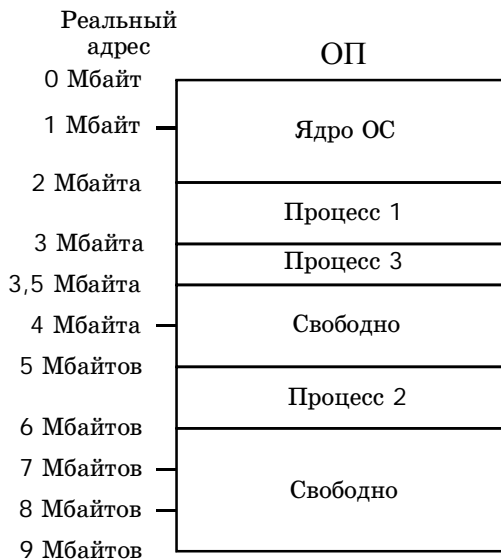 Реальный
адрес
ОП
0 Мбайт
1 Мбайт
Ядро ОС
2 Мбайта
Процесс 1
3 Мбайта
Процесс 3
3,5 Мбайта
4 Мбайта
Свободно
5 Мбайтов
Процесс 2
6 Мбайтов
7 Мбайтов
Свободно
8 Мбайтов
9 Мбайтов